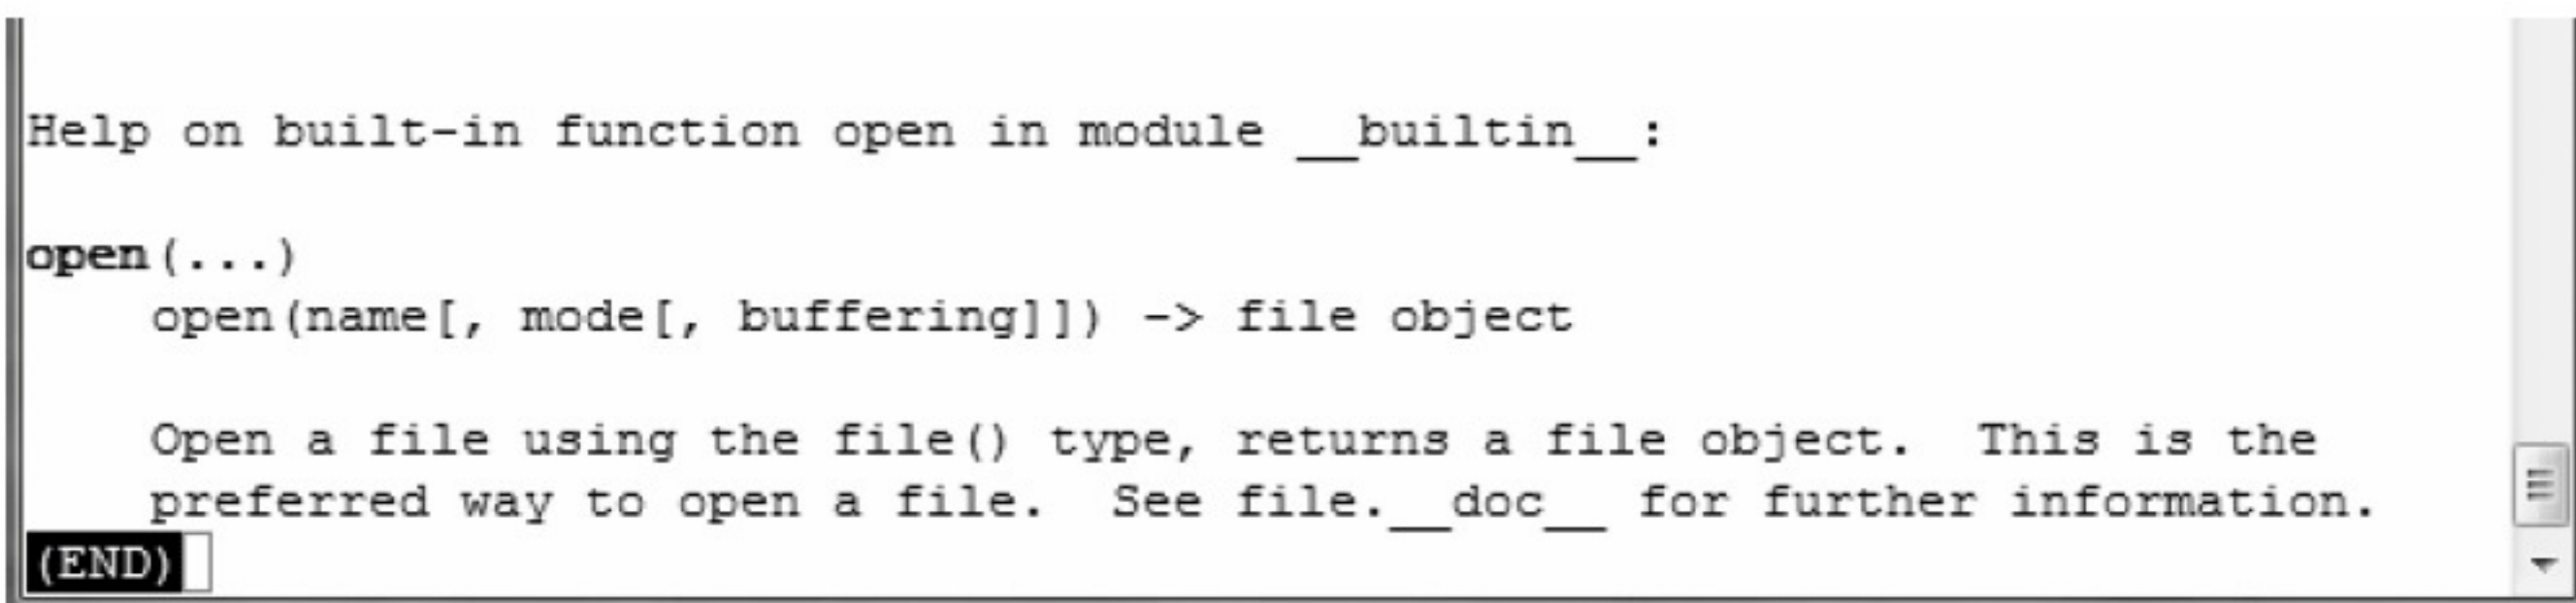 Help on built-in function open in module __builtin__:
open(...)
open(name[, mode[, buffering]]) -> file object
Open a file using the file() type, returns a file object.  This is the
preferred way to open a file.  See file.__doc__ for further information.
(END)